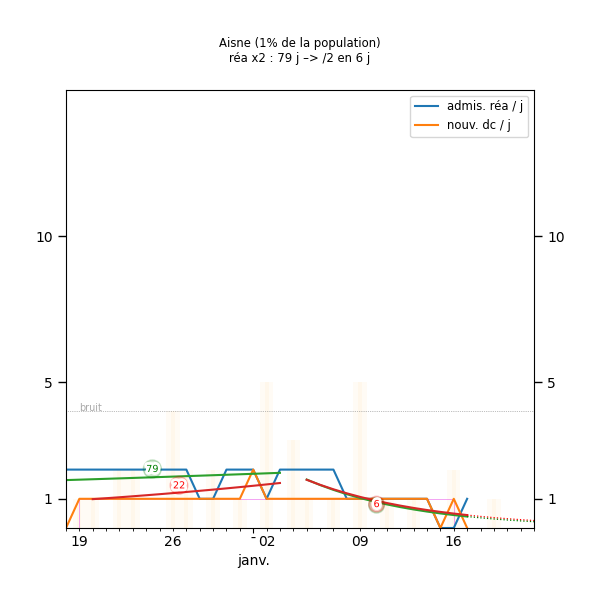 Aisne (1% de la population)
réa x2 : 79 j –> /2 en 6 j
admis. réa / j
nouv. dc / j
10 10
5 5
bruit
79
22
6
1 1
19 26 - 02 09 16
janv.